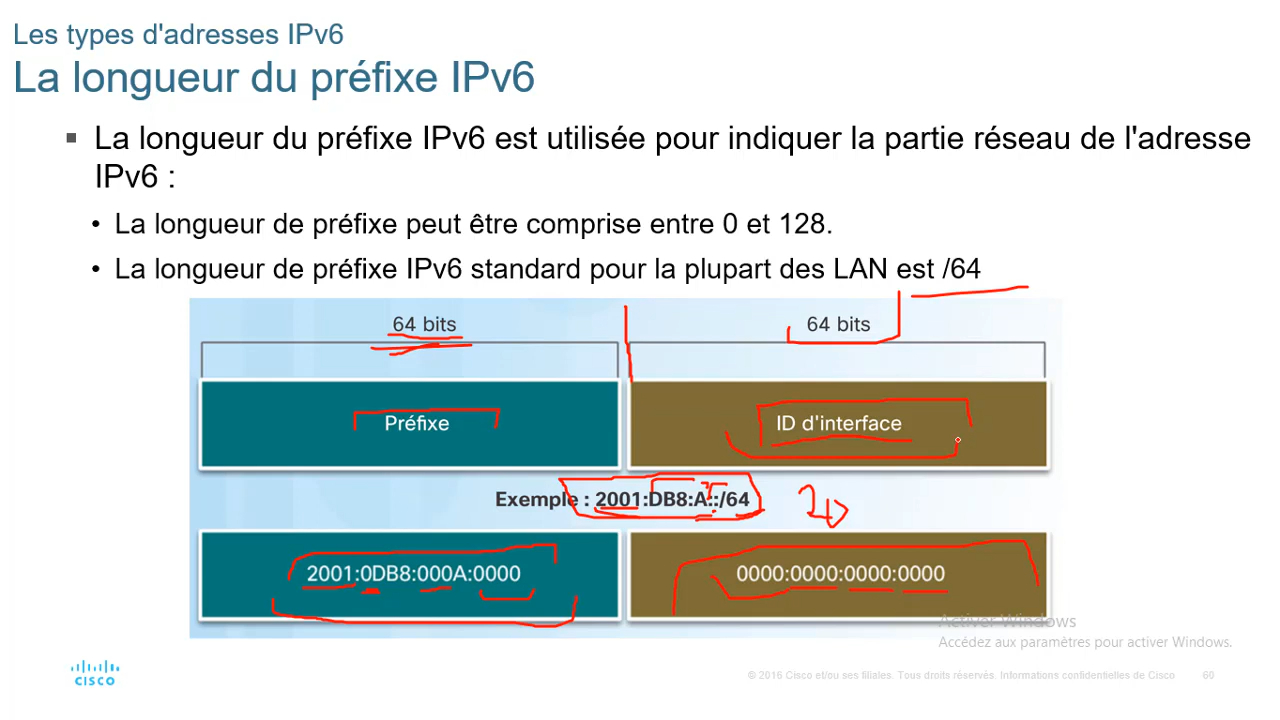 Les types d'adresses IPv6
La longueur du préfixe IPv6
La longueur du préfixe IPv6 est utilisée pour indiquer la partie réseau de l'adresse
IPv6 :
• La longueur de préfixe peut être comprise entre 0 et 128.
• La longueur de préfixe IPv6 standard pour la plupart des LAN est /64
64 bits
64 bits
Préfixe
ID d'interface
Exemple : 2001:DB8:A::/64
2001:0DB8:000A:0000
0000:0000:0000:0000
Activer Windows
Accédez aux paramètres pour activer Windows.
CISCO
© 2016 Cisco et/ou ses filiales. Tous droits réservés. Informations confidentielles de Cisco
60